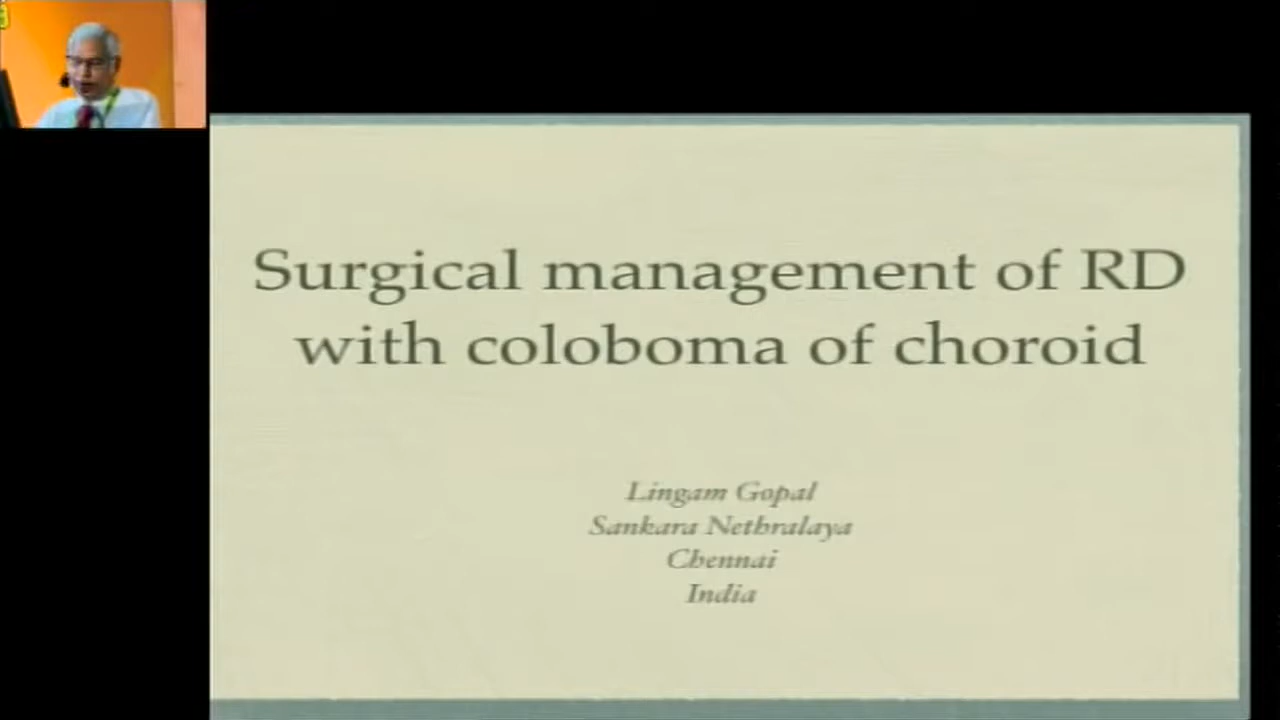 Surgical management of RD
with coloboma of choroid
Lingam Gopal
Sankara Nethralaya
Chennai
India